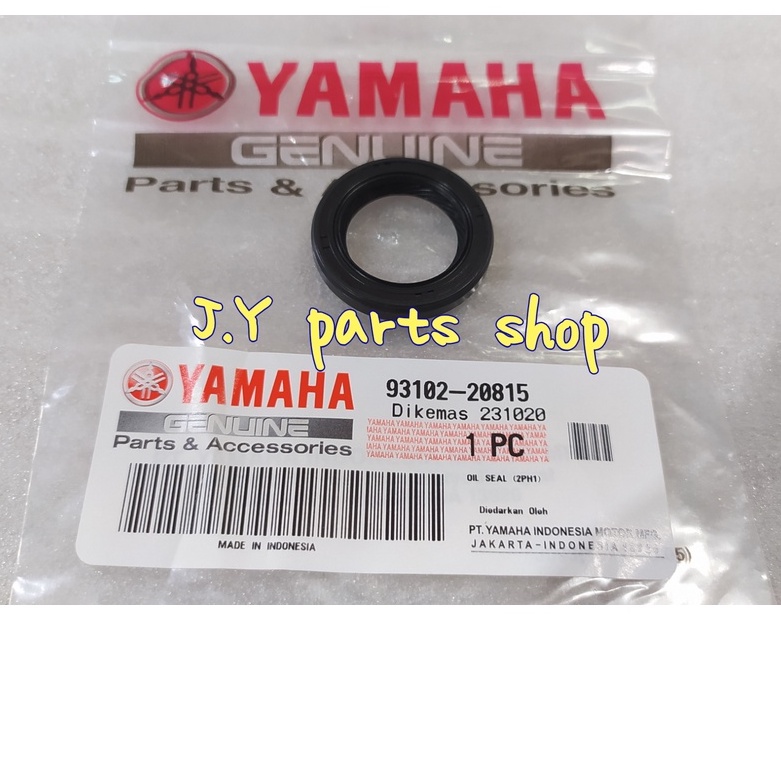 YAMAHA
GENUINE
Parts & ssories
J.Y parts shop
YAMAHA
GENUINE
Parts & Accessories
MADE IN INDONESIA
93102-20815
Dikemas 231020
1 PC
OIL SEAL (2PH1)
Diedarkan Oleh
PT. YAMAHA INDONESIA MOTOR MFG.
JAKARTA-INDONESIA